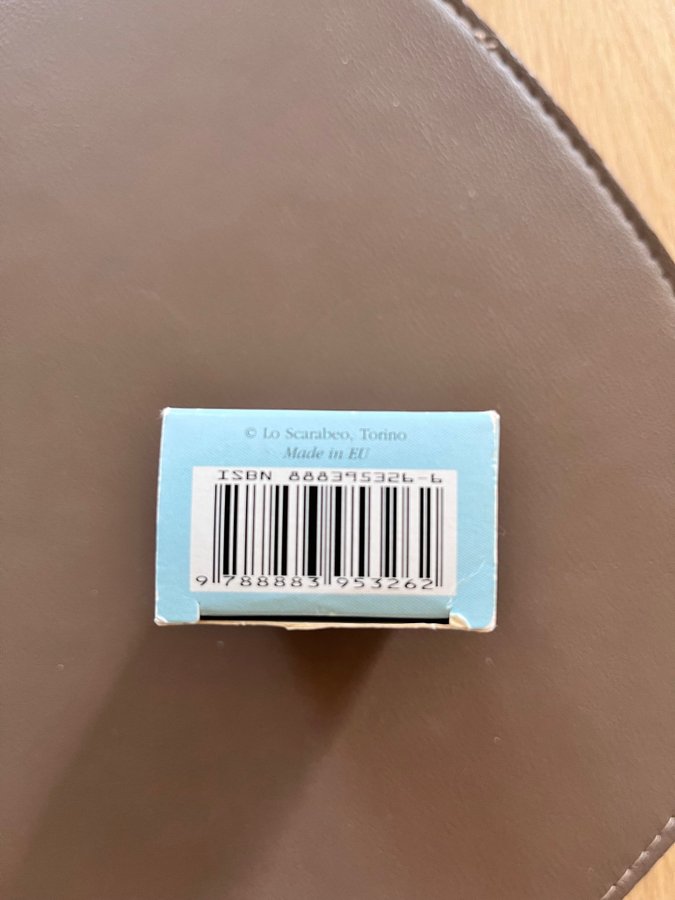 © Lo Scarabeo, Torino
Made in EU
ISBN 888395326-6
9 788883 953262